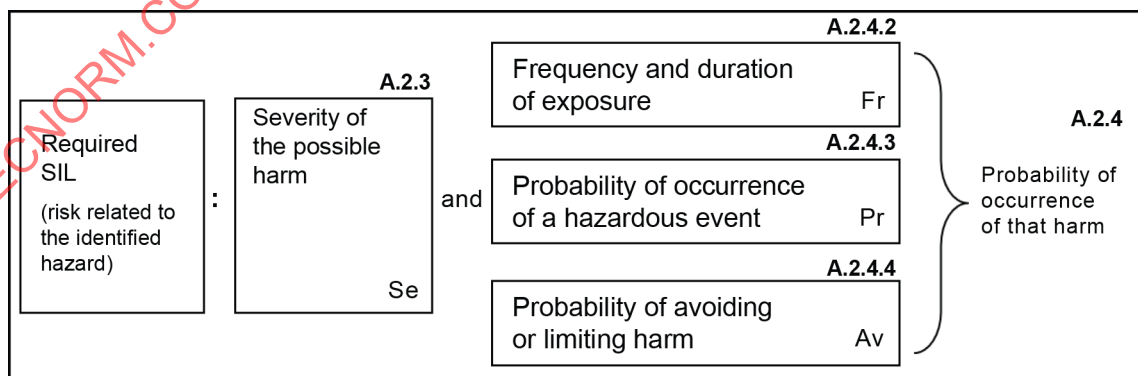 ECNORM.CO
Required
SIL
(risk related to
the identified
hazard)
:
A.2.3
Severity of
the possible
harm
Se
and
A.2.4.2
Frequency and duration
of exposure
Fr
A.2.4.3
Probability of occurrence
of a hazardous event
Pr
A.2.4.4
Probability of avoiding
or limiting harm
Av
A.2.4
Probability of
occurrence
of that harm